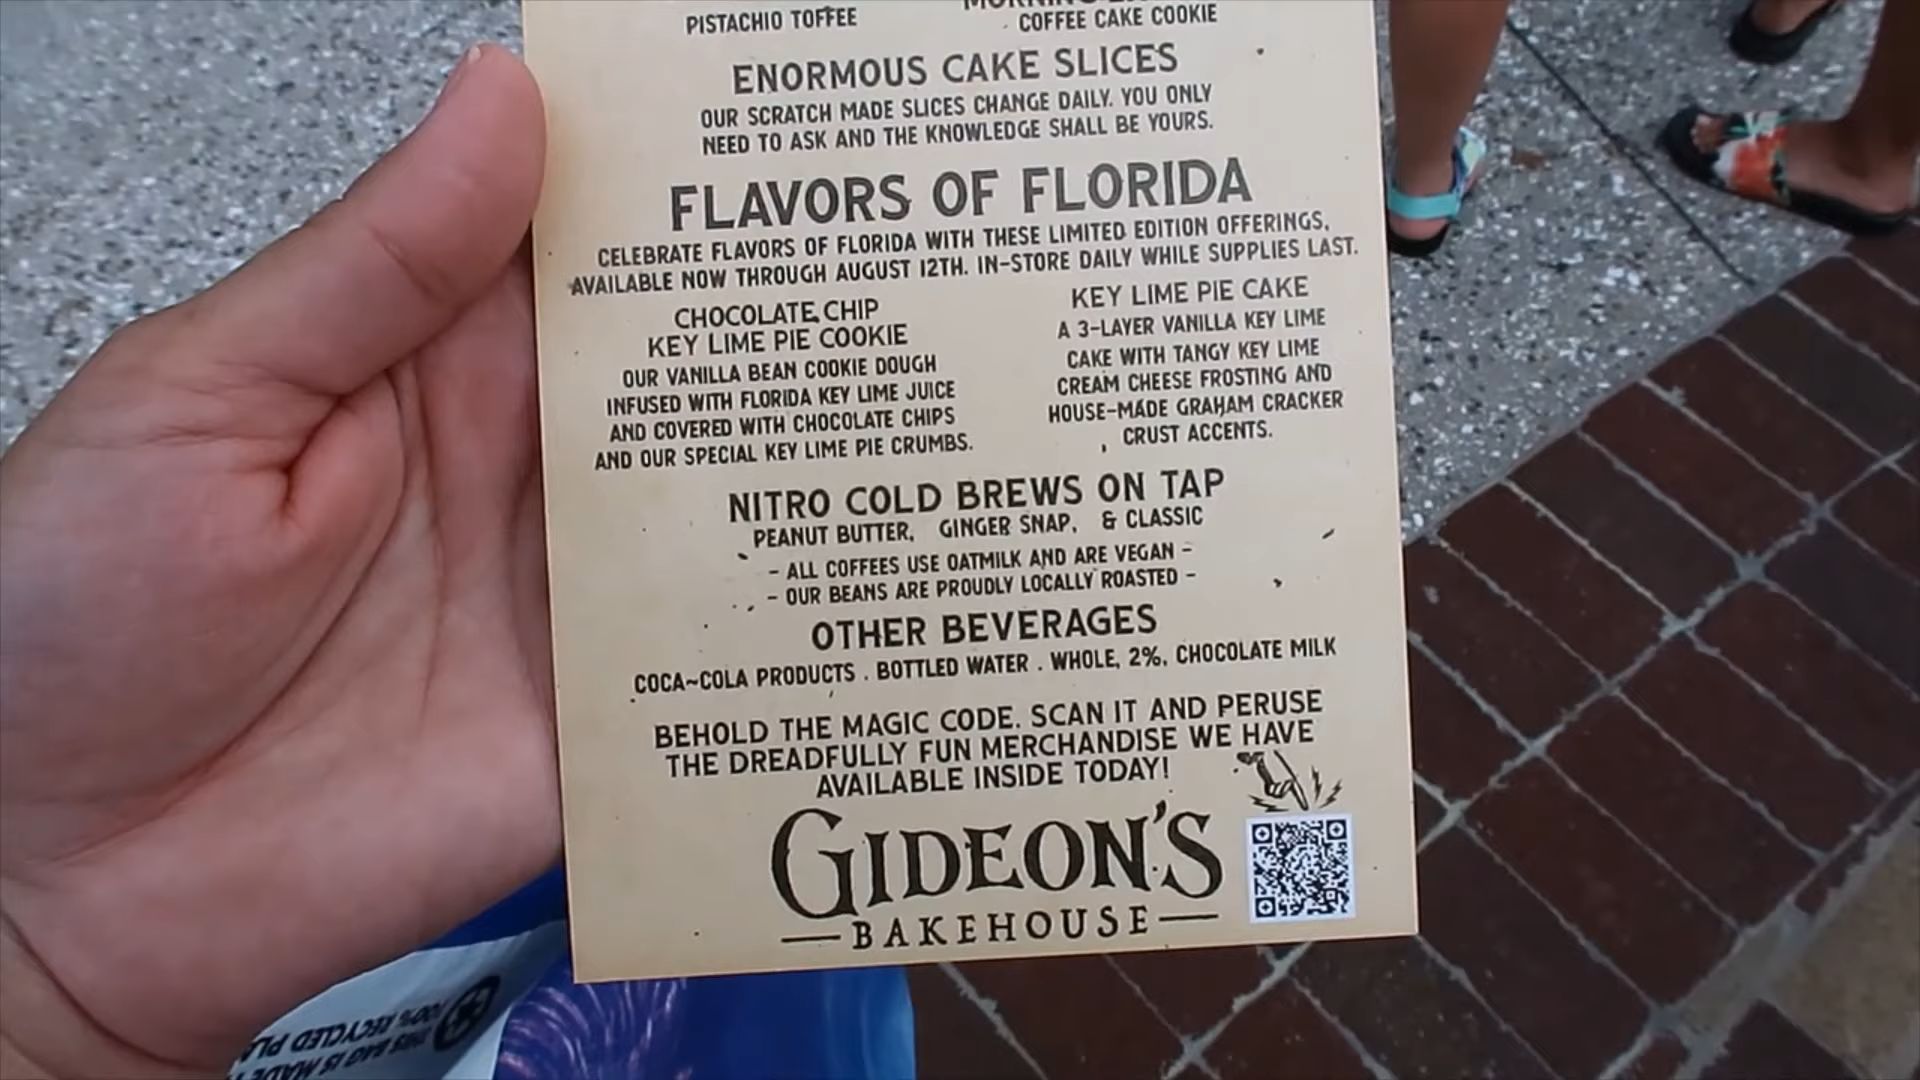 PISTACHIO TOFFEE
COFFEE CAKE COOKIE
ENORMOUS CAKE SLICES
OUR SCRATCH MADE SLICES CHANGE DAILY. YOU ONLY
NEED TO ASK AND THE KNOWLEDGE SHALL BE YOURS.
FLAVORS OF FLORIDA
CELEBRATE FLAVORS OF FLORIDA WITH THESE LIMITED EDITION OFFERINGS,
AVAILABLE NOW THROUGH AUGUST 12TH. IN-STORE DAILY WHILE SUPPLIES LAST.
CHOCOLATE CHIP
KEY LIME PIE COOKIE
OUR VANILLA BEAN COOKIE DOUGH
INFUSED WITH FLORIDA KEY LIME JUICE
AND COVERED WITH CHOCOLATE CHIPS
AND OUR SPECIAL KEY LIME PIE CRUMBS.
KEY LIME PIE CAKE
A 3-LAYER VANILLA KEY LIME
CAKE WITH TANGY KEY LIME
CREAM CHEESE FROSTING AND
HOUSE-MADE GRAHAM CRACKER
CRUST ACCENTS.
NITRO COLD BREWS ON TAP
PEANUT BUTTER, GINGER SNAP, & CLASSIC
- ALL COFFEES USE OATMILK AND ARE VEGAN -
- OUR BEANS ARE PROUDLY LOCALLY ROASTED -
OTHER BEVERAGES
COCA~COLA PRODUCTS . BOTTLED WATER . WHOLE, 2%, CHOCOLATE MILK
BEHOLD THE MAGIC CODE. SCAN IT AND PERUSE
THE DREADFULLY FUN MERCHANDISE WE HAVE
AVAILABLE INSIDE TODAY!
GIDEON'S
BAKEHOUSE
THIS BAG IS MADE
100% RECYCLED